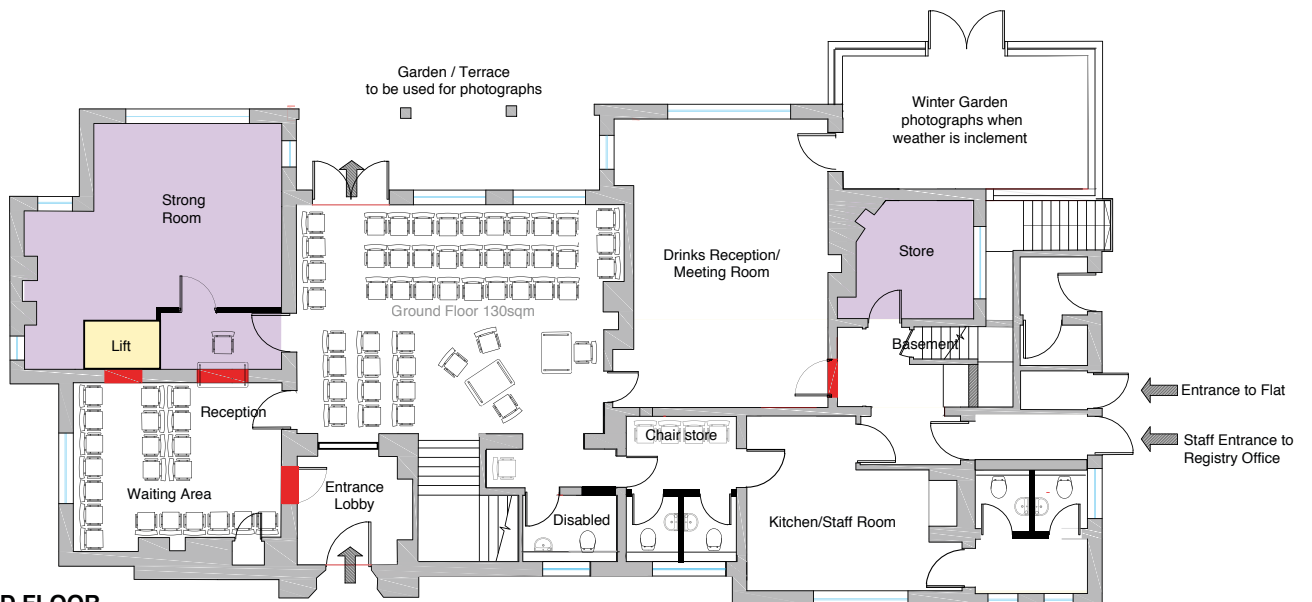 Garden / Terrace
to be used for photographs
Winter Garden
photographs when
weather is inclement
Strong
Room
Store
Drinks Reception/
Meeting Room
Ground Floor 130sqm
Lift
Basement
Reception
Entrance to Flat
Chair store
Staff Entrance to
Registry Office
Waiting Area
Entrance
Lobby
Disabled
Kitchen/Staff Room
D FLOOR